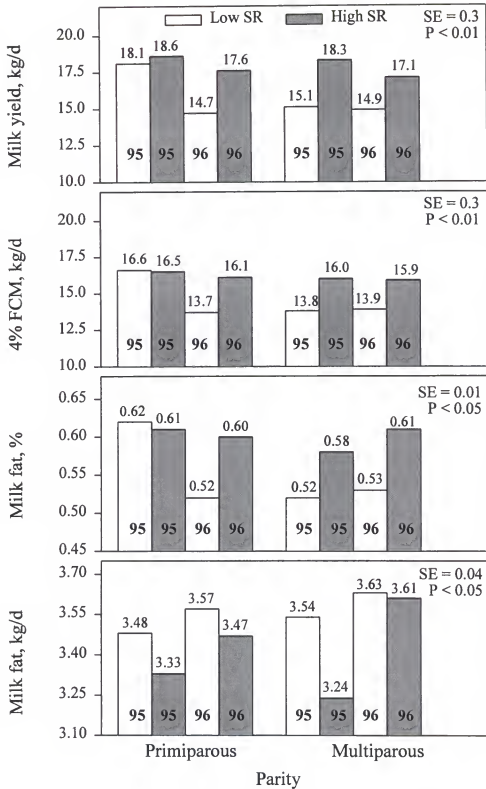 Low SR High SR
SE = 0.3
P < 0.01
Milk yield, kg/d
20.0
17.5
15.0
12.5
10.0
18.1 18.6 14.7 17.6 15.1 18.3 14.9 17.1
95 95 96 96 95 95 96 96
SE = 0.3
P < 0.01
4% FCM, kg/d
20.0
17.5
15.0
12.5
10.0
16.6 16.5 13.7 16.1 13.8 16.0 13.9 15.9
95 95 96 96 95 95 96 96
SE = 0.01
P < 0.05
Milk fat, %
0.65
0.60
0.55
0.50
0.45
0.62 0.61 0.52 0.60 0.52 0.58 0.53 0.61
95 95 96 96 95 95 96 96
SE = 0.04
P < 0.05
Milk fat, kg/d
3.70
3.55
3.40
3.25
3.10
3.48 3.33 3.57 3.47 3.54 3.24 3.63 3.61
95 95 96 96 95 95 96 96
Primiparous Multiparous
Parity